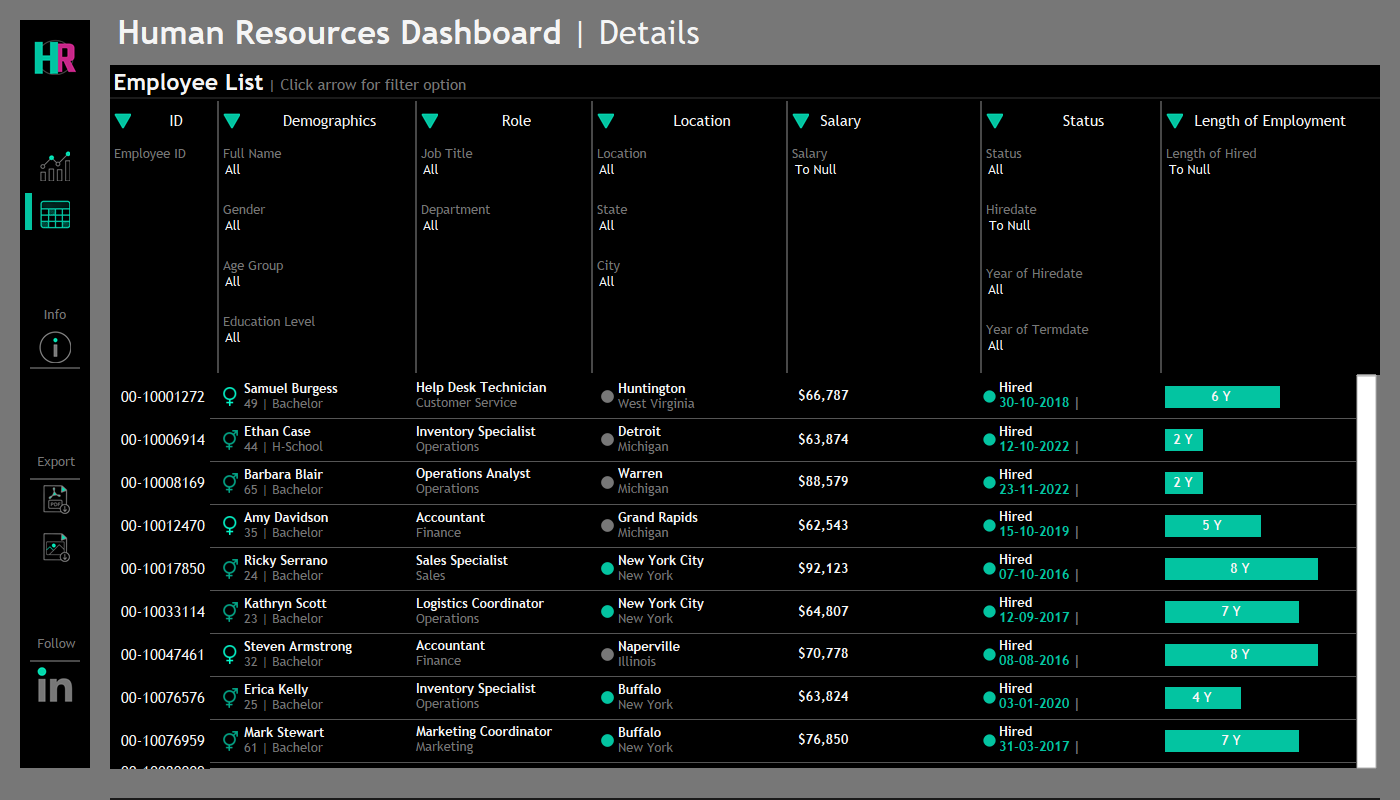 HR
Human Resources Dashboard | Details
Employee List | Click arrow for filter option
ID Demographics Role Location Salary Status Length of Employment
Employee ID Full Name Job Title Location Salary Status Length of Hired
All All All To Null All To Null
Gender Department State Hiredate
All All All To Null
Age Group City Year of Hiredate
All All All
Education Level Year of Termdate
All All
Info
Export
PDF
Follow
in
00-10001272 Samuel Burgess Help Desk Technician Huntington $66,787 Hired 6 Y
49 | Bachelor Customer Service West Virginia 30-10-2018 |
00-10006914 Ethan Case Inventory Specialist Detroit $63,874 Hired 2 Y
44 | H-School Operations Michigan 12-10-2022 |
00-10008169 Barbara Blair Operations Analyst Warren $88,579 Hired 2 Y
65 | Bachelor Operations Michigan 23-11-2022 |
00-10012470 Amy Davidson Accountant Grand Rapids $62,543 Hired 5 Y
35 | Bachelor Finance Michigan 15-10-2019 |
00-10017850 Ricky Serrano Sales Specialist New York City $92,123 Hired 8 Y
24 | Bachelor Sales New York 07-10-2016 |
00-10033114 Kathryn Scott Logistics Coordinator New York City $64,807 Hired 7 Y
23 | Bachelor Operations New York 12-09-2017 |
00-10047461 Steven Armstrong Accountant Naperville $70,778 Hired 8 Y
32 | Bachelor Finance Illinois 08-08-2016 |
00-10076576 Erica Kelly Inventory Specialist Buffalo $63,824 Hired 4 Y
25 | Bachelor Operations New York 03-01-2020 |
00-10076959 Mark Stewart Marketing Coordinator Buffalo $76,850 Hired 7 Y
61 | Bachelor Marketing New York 31-03-2017 |